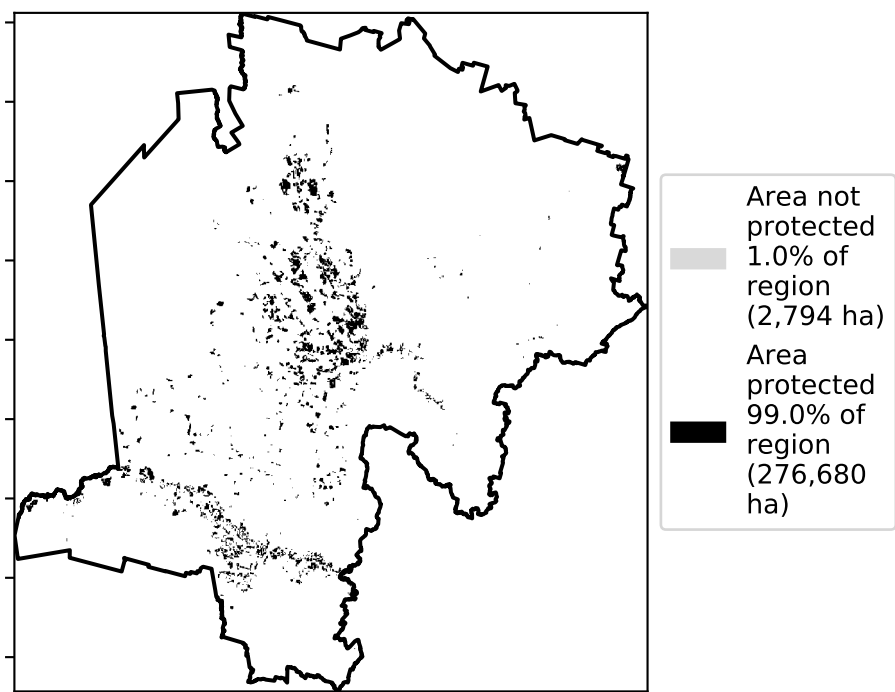 Area not
protected
1.0% of
region
(2,794 ha)
Area
protected
99.0% of
region
(276,680
ha)